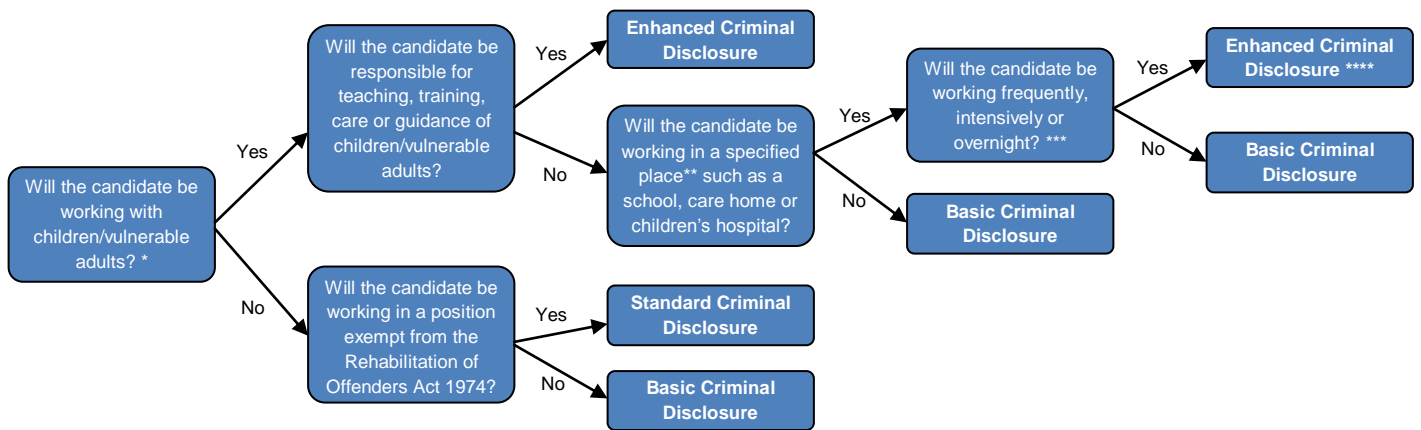 Will the candidate be
working with
children/vulnerable
adults? *
Yes
No
Will the candidate be
responsible for
teaching, training,
care or guidance of
children/vulnerable
adults?
Yes
No
Enhanced Criminal
Disclosure
Will the candidate be
working in a specified
place** such as a
school, care home or
children’s hospital?
Yes
No
Will the candidate be
working frequently,
intensively or
overnight? ***
Yes
No
Enhanced Criminal
Disclosure ****
Basic Criminal
Disclosure
Basic Criminal
Disclosure
Will the candidate be
working in a position
exempt from the
Rehabilitation of
Offenders Act 1974?
Yes
No
Standard Criminal
Disclosure
Basic Criminal
Disclosure